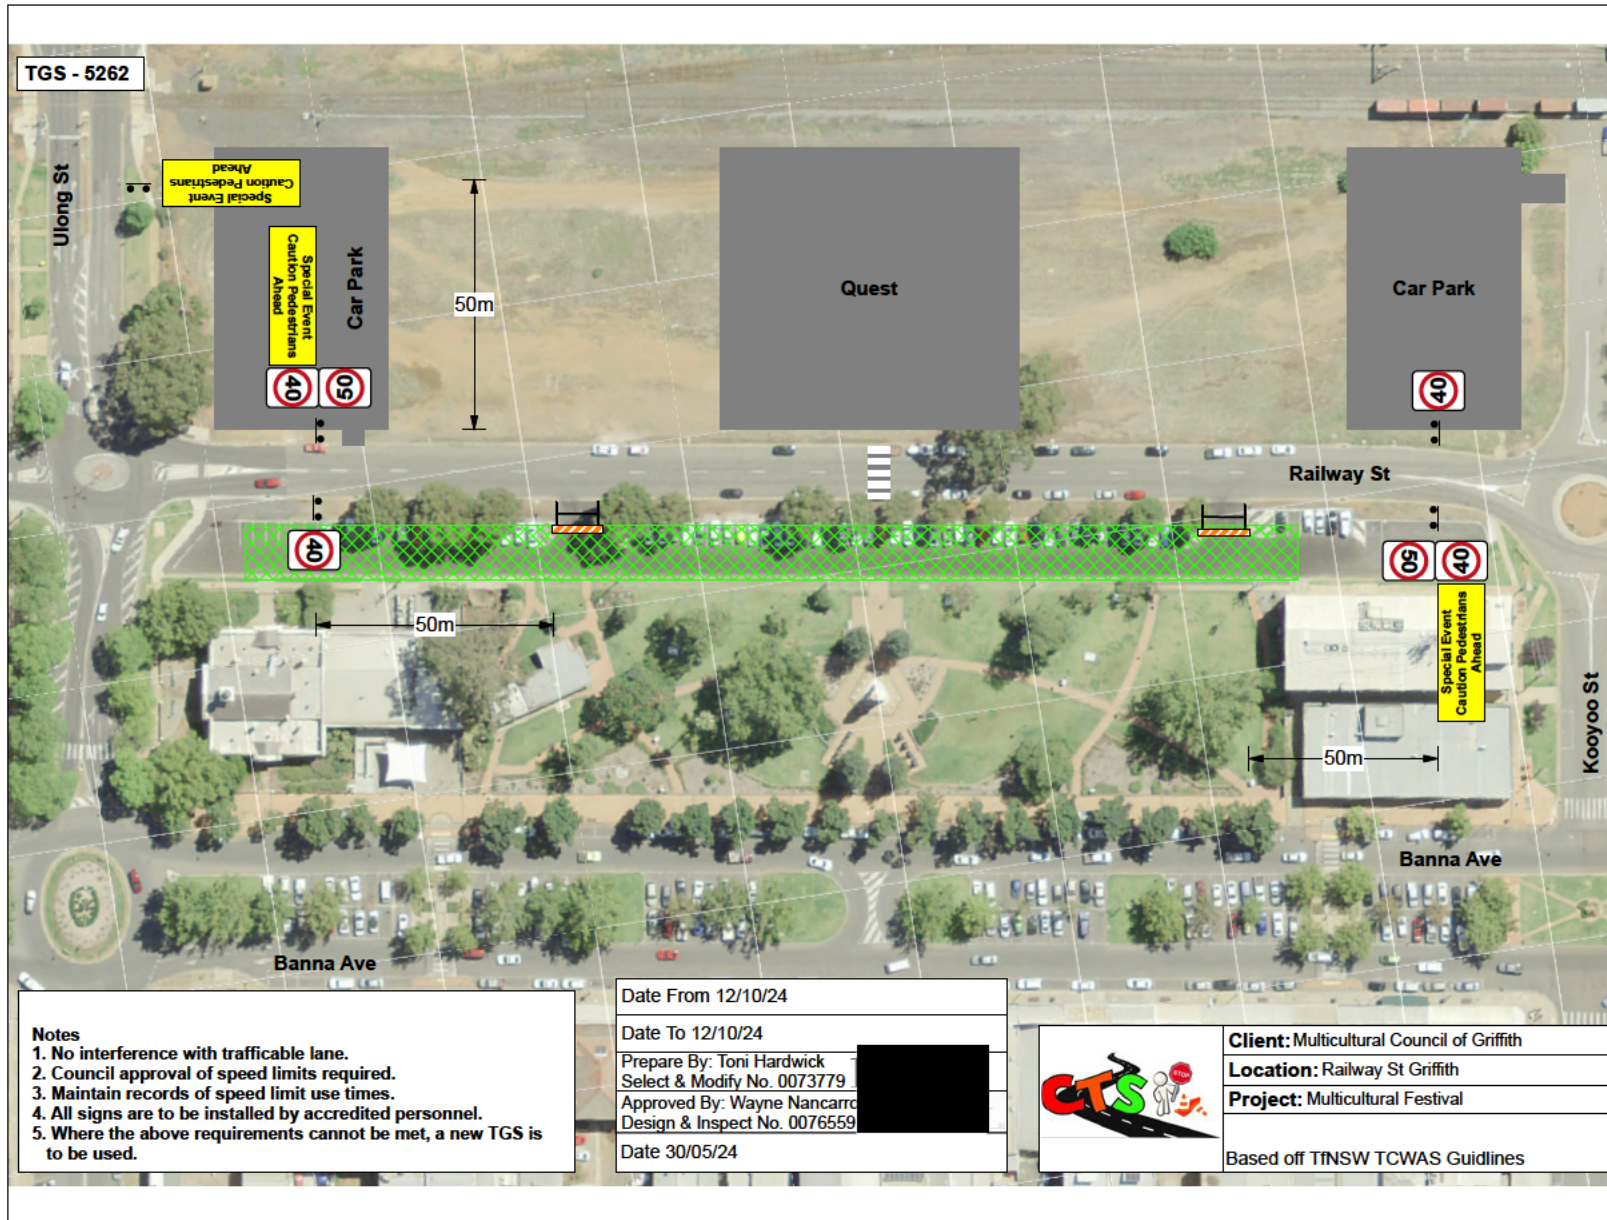 TGS - 5262
Ulong St
Special Event
Caution Pedestrians
Ahead
Special Event
Caution Pedestrians
Ahead
Car Park
40
50
50m
Quest
Car Park
40
Railway St
40
50
40
Special Event
Caution Pedestrians
Ahead
50m
50m
Kooyoo St
Banna Ave
Banna Ave
Notes
1. No interference with trafficable lane.
2. Council approval of speed limits required.
3. Maintain records of speed limit use times.
4. All signs are to be installed by accredited personnel.
5. Where the above requirements cannot be met, a new TGS is
to be used.
Date From 12/10/24
Date To 12/10/24
Prepare By: Toni Hardwick
Select & Modify No. 0073779
Approved By: Wayne Nancarro
Design & Inspect No. 0076559
Date 30/05/24
CTS
STOP
Client: Multicultural Council of Griffith
Location: Railway St Griffith
Project: Multicultural Festival
Based off TfNSW TCWAS Guidlines